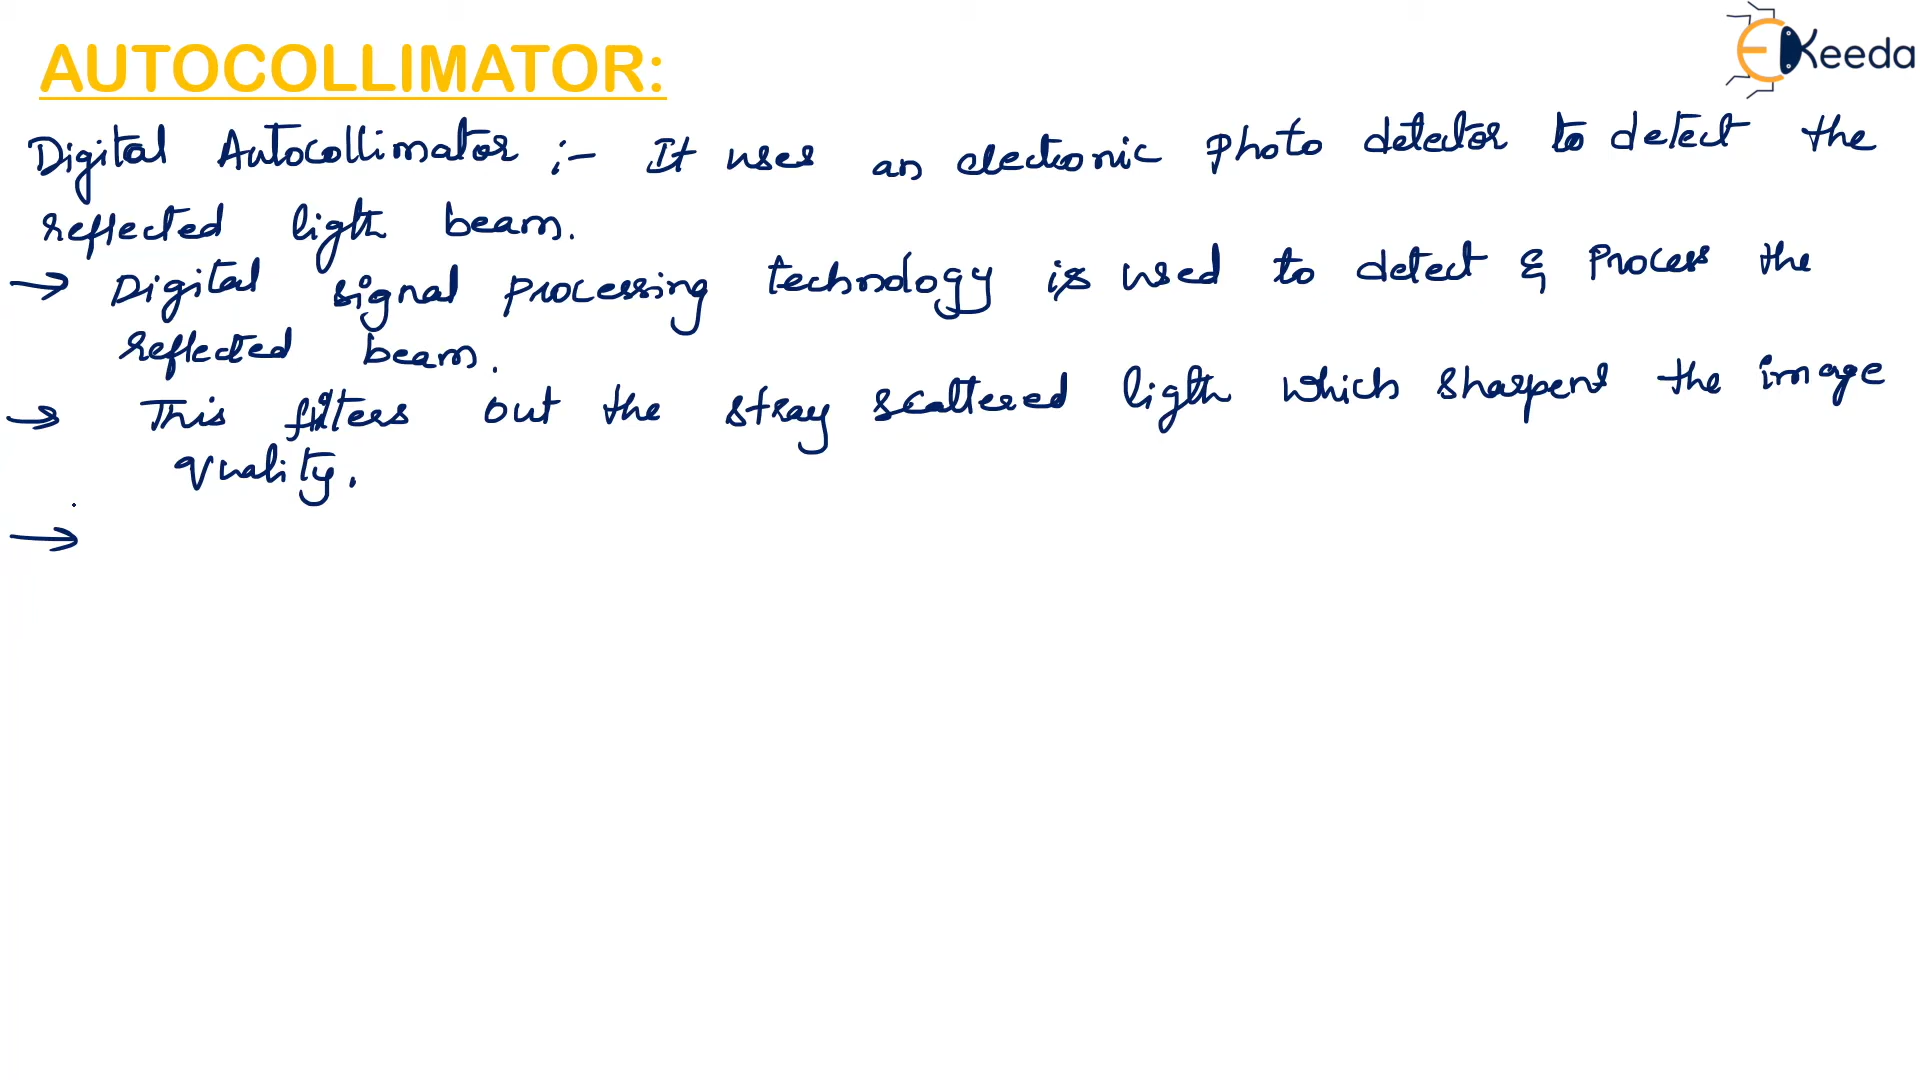 AUTOCOLLIMATOR:
EKeeda
Digital Autocollimator :- It uses an electronic photo detector to detect the
reflected ligth beam.
→ Digital signal processing technology is used to detect & process the
reflected beam.
→ This filters out the stray scattered ligth which sharpens the image
quality.
→